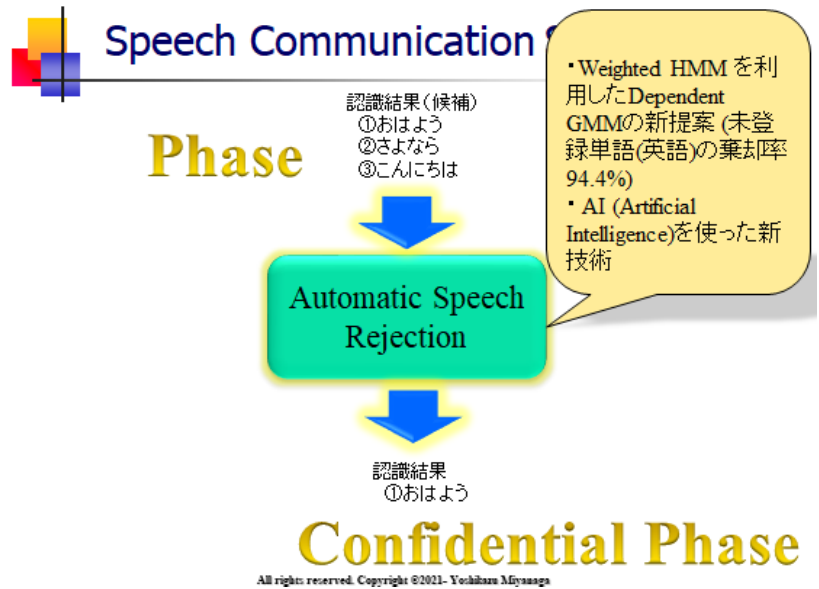 Speech Communication
認識結果(候補)
①おはよう
②さよなら
③こんにちは
Phase
・Weighted HMM を利
用したDependent
GMMの新提案 (未登
録単語(英語)の棄却率
94.4%)
・AI (Artificial
Intelligence)を使った新
技術
Automatic Speech
Rejection
認識結果
①おはよう
Confidential Phase
All rights reserved. Copyright ©2021- Yoshikazu Miyanaga